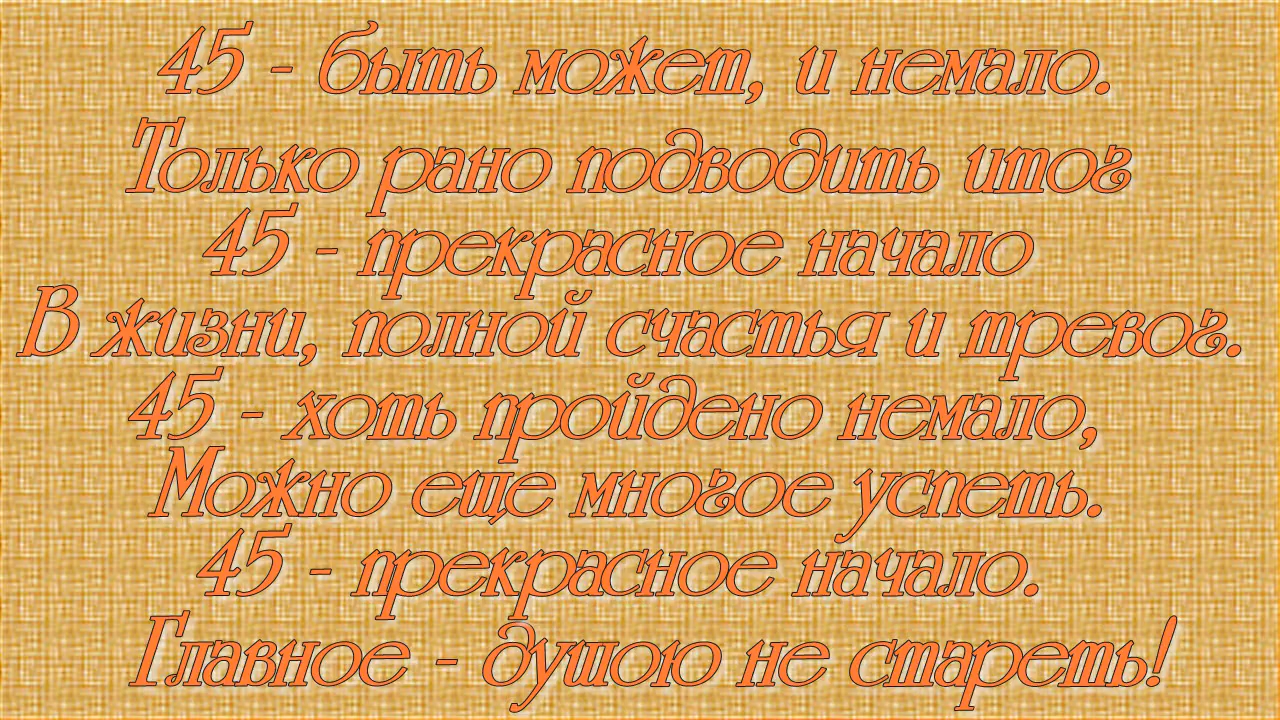 45 - быть может, и немало.
Только рано подводить итог
45 - прекрасное начало
В жизни, полной счастья и тревог.
45 - хоть пройдено немало,
Можно еще многое успеть.
45 - прекрасное начало.
Главное - душою не стареть!